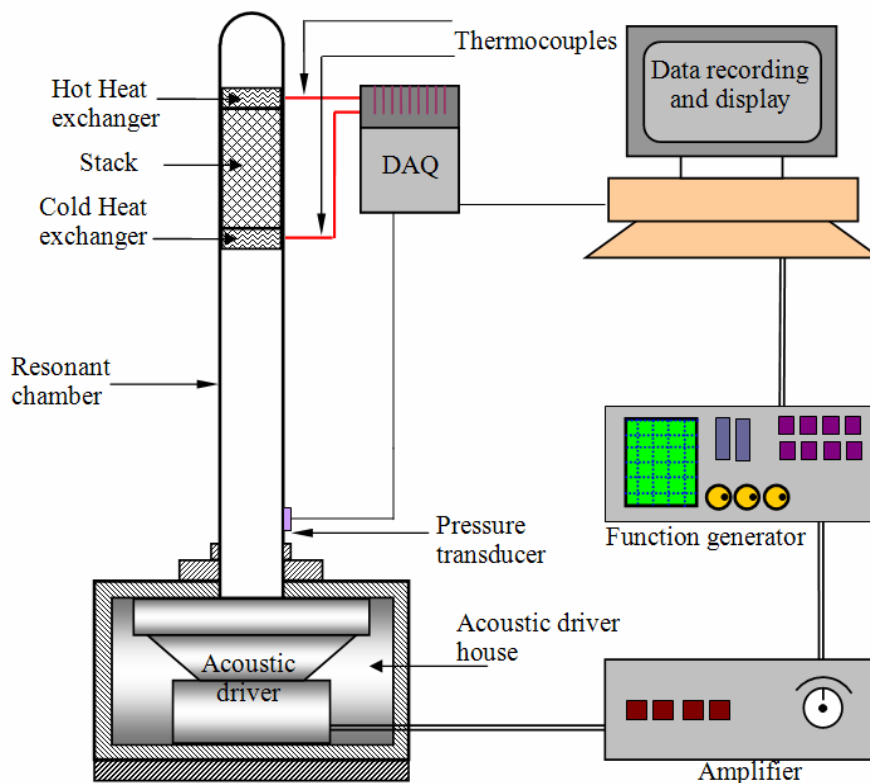 Thermocouples
Hot Heat
exchanger
Stack
Cold Heat
exchanger
DAQ
Data recording
and display
Resonant
chamber
Pressure
transducer
Function generator
Acoustic driver
house
Acoustic
driver
Amplifier